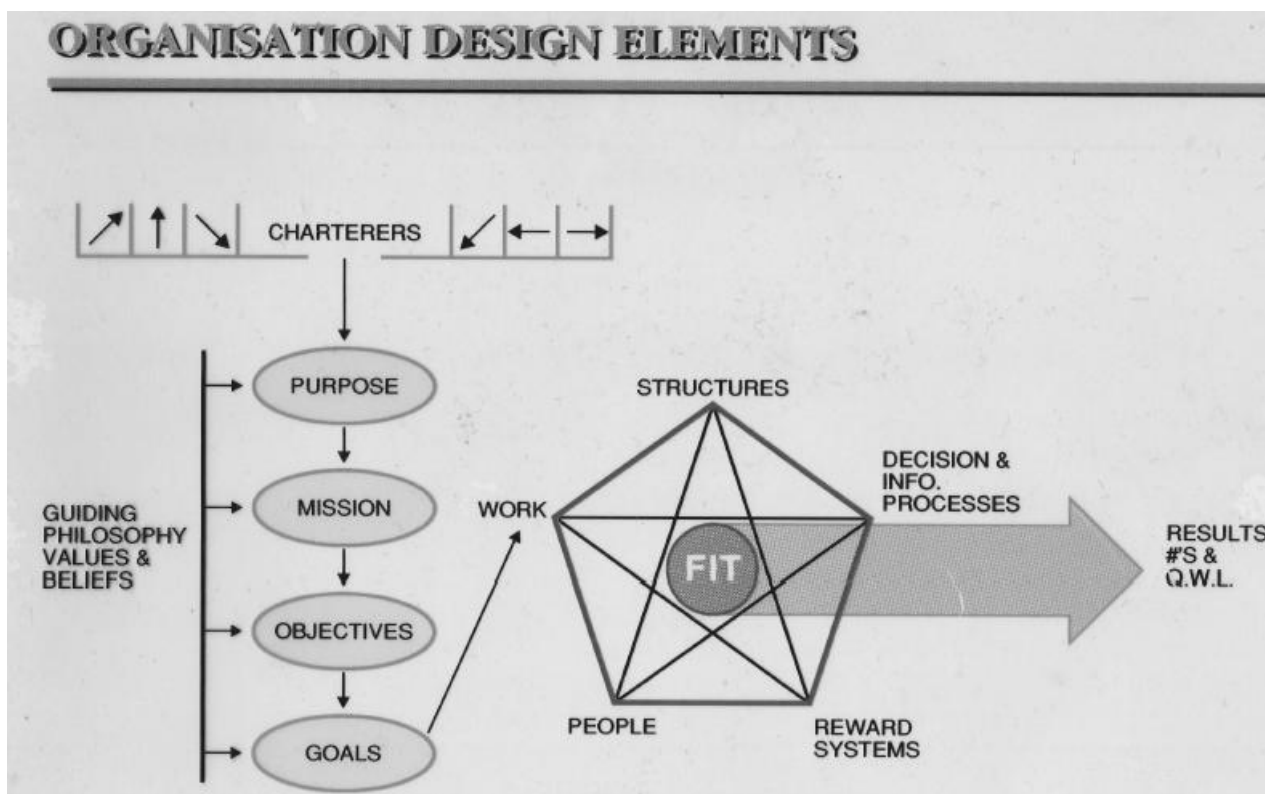 ORGANISATION DESIGN ELEMENTS
CHARTERERS
PURPOSE
MISSION
OBJECTIVES
GOALS
GUIDING
PHILOSOPHY
VALUES &
BELIEFS
STRUCTURES
WORK
DECISION &
INFO.
PROCESSES
FIT
PEOPLE
REWARD
SYSTEMS
RESULTS
#'S &
Q.W.L.